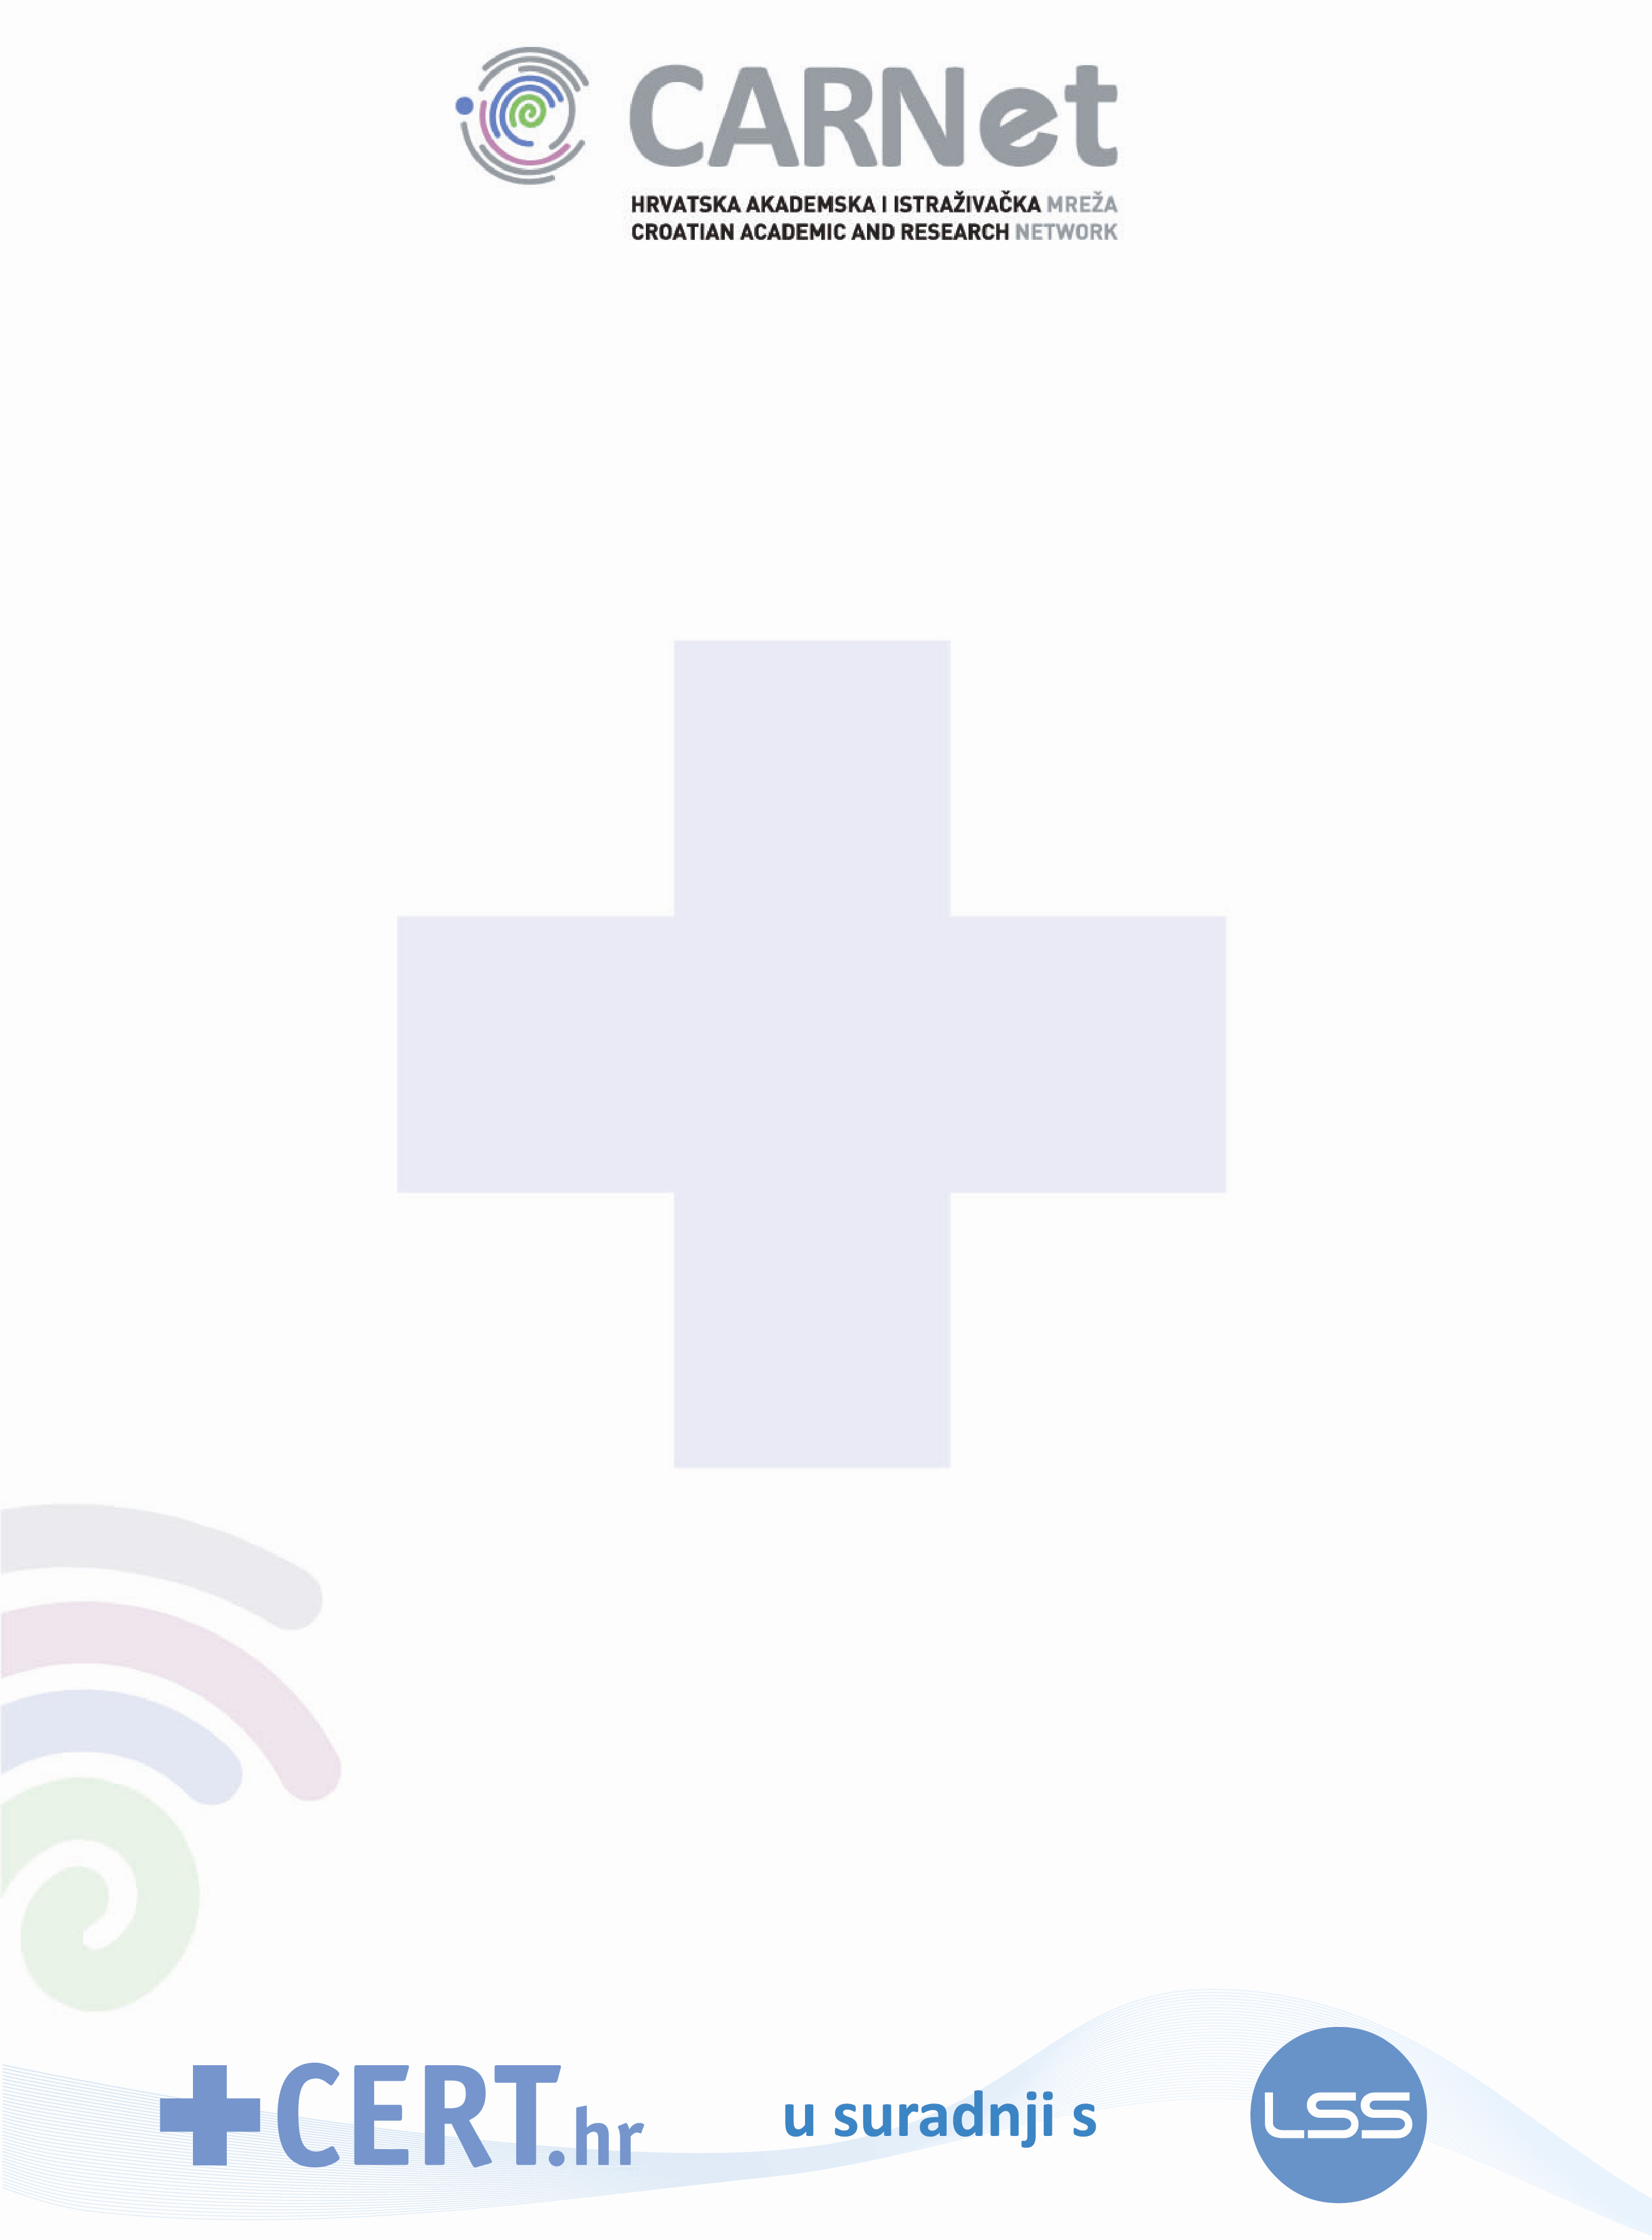 CARNet
HRVATSKA AKADEMSKA I ISTRAŽIVAČKA MREŽA
CROATIAN ACADEMIC AND RESEARCH NETWORK
CERT.hr
u suradnji s
LSS